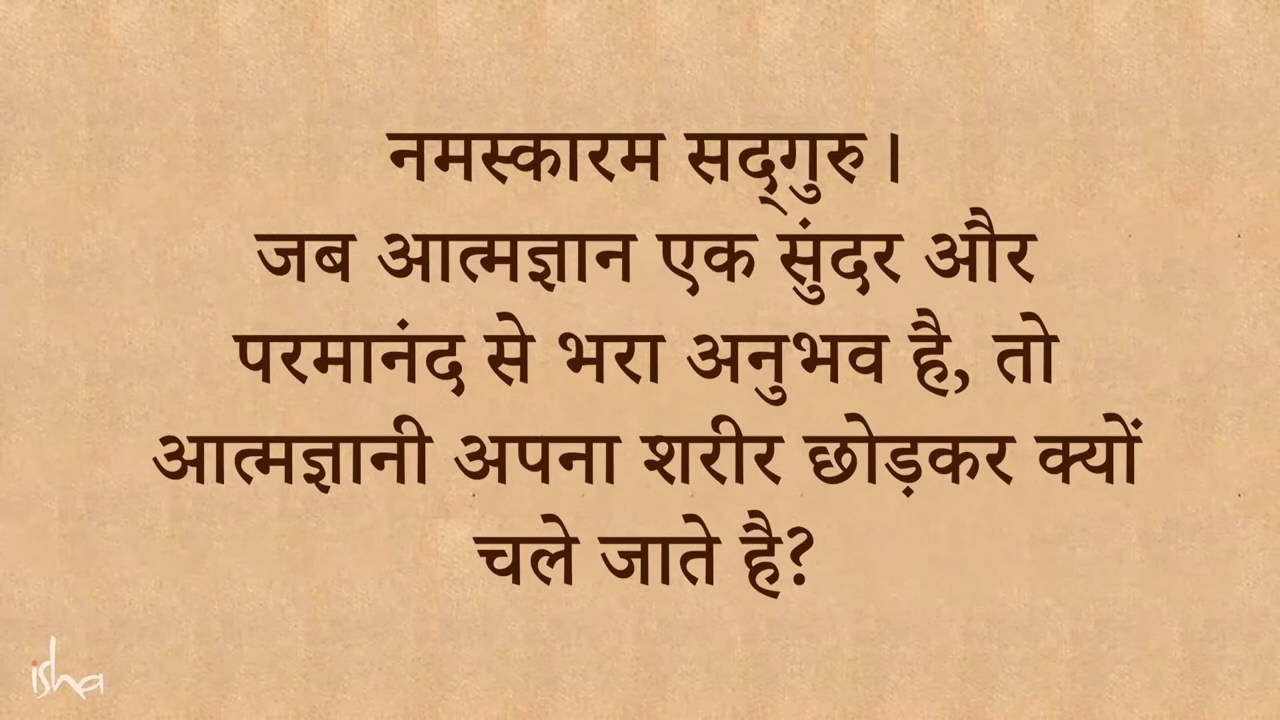 नमस्कारम सद्‌गुरु।
जब आत्मज्ञान एक सुंदर और
परमानंद से भरा अनुभव है, तो
आत्मज्ञानी अपना शरीर छोड़कर क्यों
चले जाते है?
isha